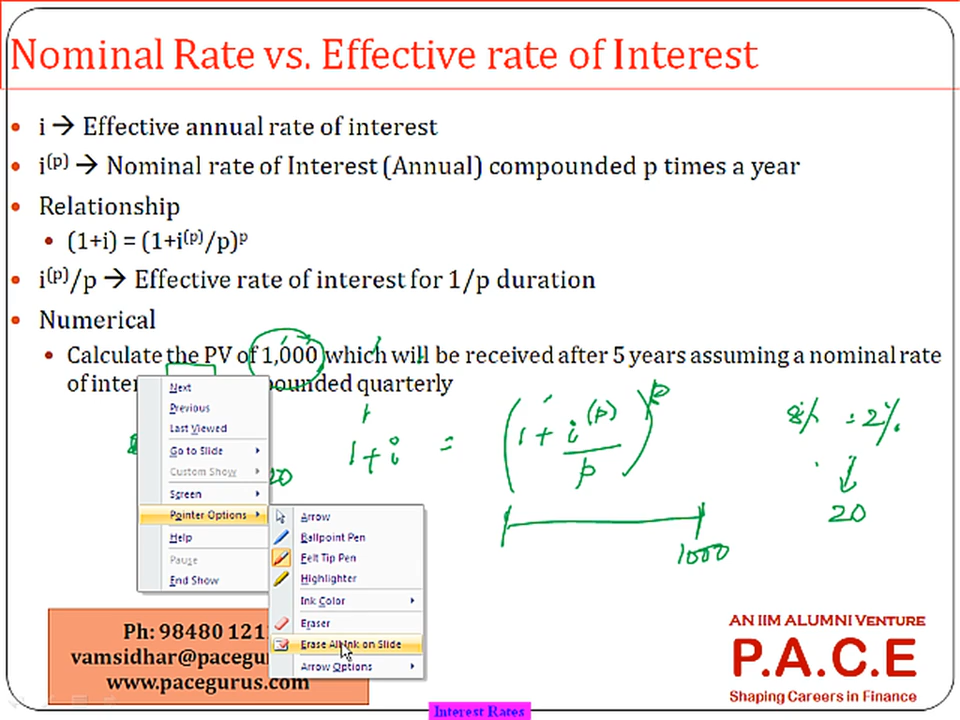 Nominal Rate vs. Effective rate of Interest
• i → Effective annual rate of interest
• i^(p) → Nominal rate of Interest (Annual) compounded p times a year
• Relationship
• (1+i) = (1+i^(p)/p)^p
• i^(p)/p → Effective rate of interest for 1/p duration
• Numerical
• Calculate the PV of 1,000 which will be received after 5 years assuming a nominal rate
of inter pounded quarterly
Next
Previous
Last Viewed
Go to Slide
Custom Show
Screen
Pointer Options
Help
Pause
End Show
Arrow
Ballpoint Pen
Felt Tip Pen
Highlighter
Ink Color
Eraser
Erase All Ink on Slide
Arrow Options
20
1+i = (1 + i^(p)/p)^p
= 2%
20
1000
Ph: 98480 121
vamsidhar@pacegu
www.pacegurus.com
AN IIM ALUMNI VENTURE
P.A.C.E
Shaping Careers in Finance
Interest Rates